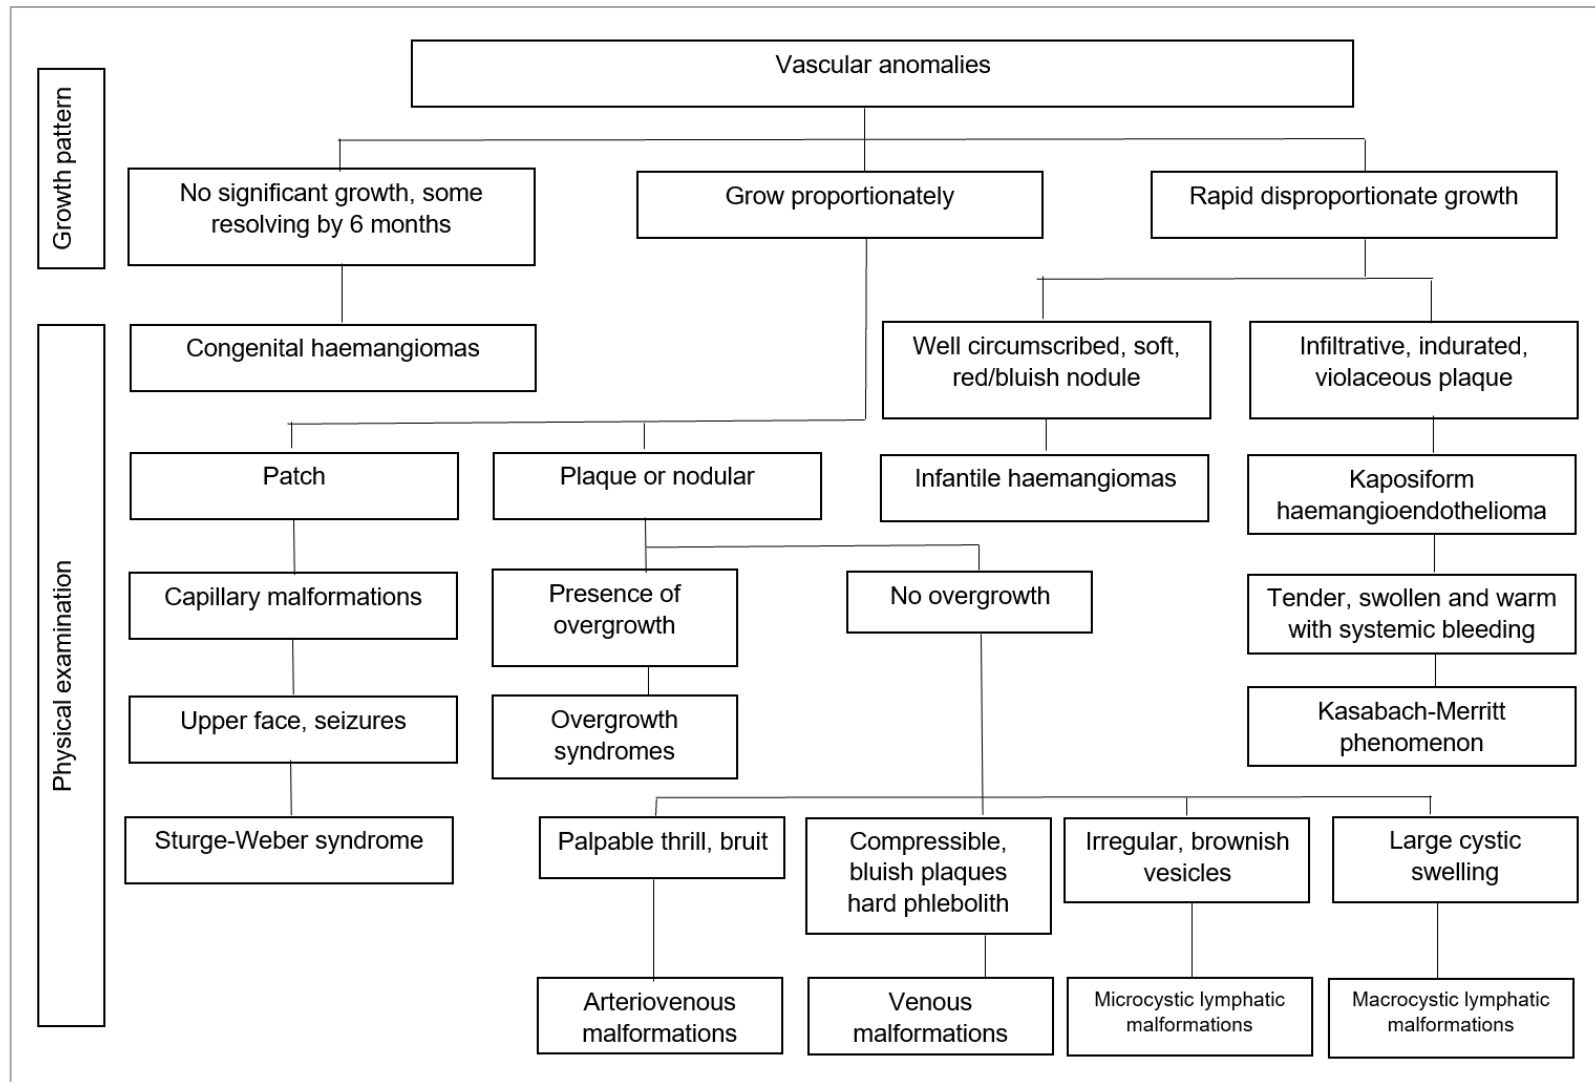 Vascular anomalies
Growth pattern
No significant growth, some
resolving by 6 months
Grow proportionately
Rapid disproportionate growth
Physical examination
Congenital haemangiomas
Well circumscribed, soft,
red/bluish nodule
Infiltrative, indurated,
violaceous plaque
Patch
Plaque or nodular
Infantile haemangiomas
Kaposiform
haemangioendothelioma
Capillary malformations
Presence of
overgrowth
No overgrowth
Tender, swollen and warm
with systemic bleeding
Upper face, seizures
Overgrowth
syndromes
Kasabach-Merritt
phenomenon
Sturge-Weber syndrome
Palpable thrill, bruit
Compressible,
bluish plaques
hard phlebolith
Irregular, brownish
vesicles
Large cystic
swelling
Arteriovenous
malformations
Venous
malformations
Microcystic lymphatic
malformations
Macrocystic lymphatic
malformations